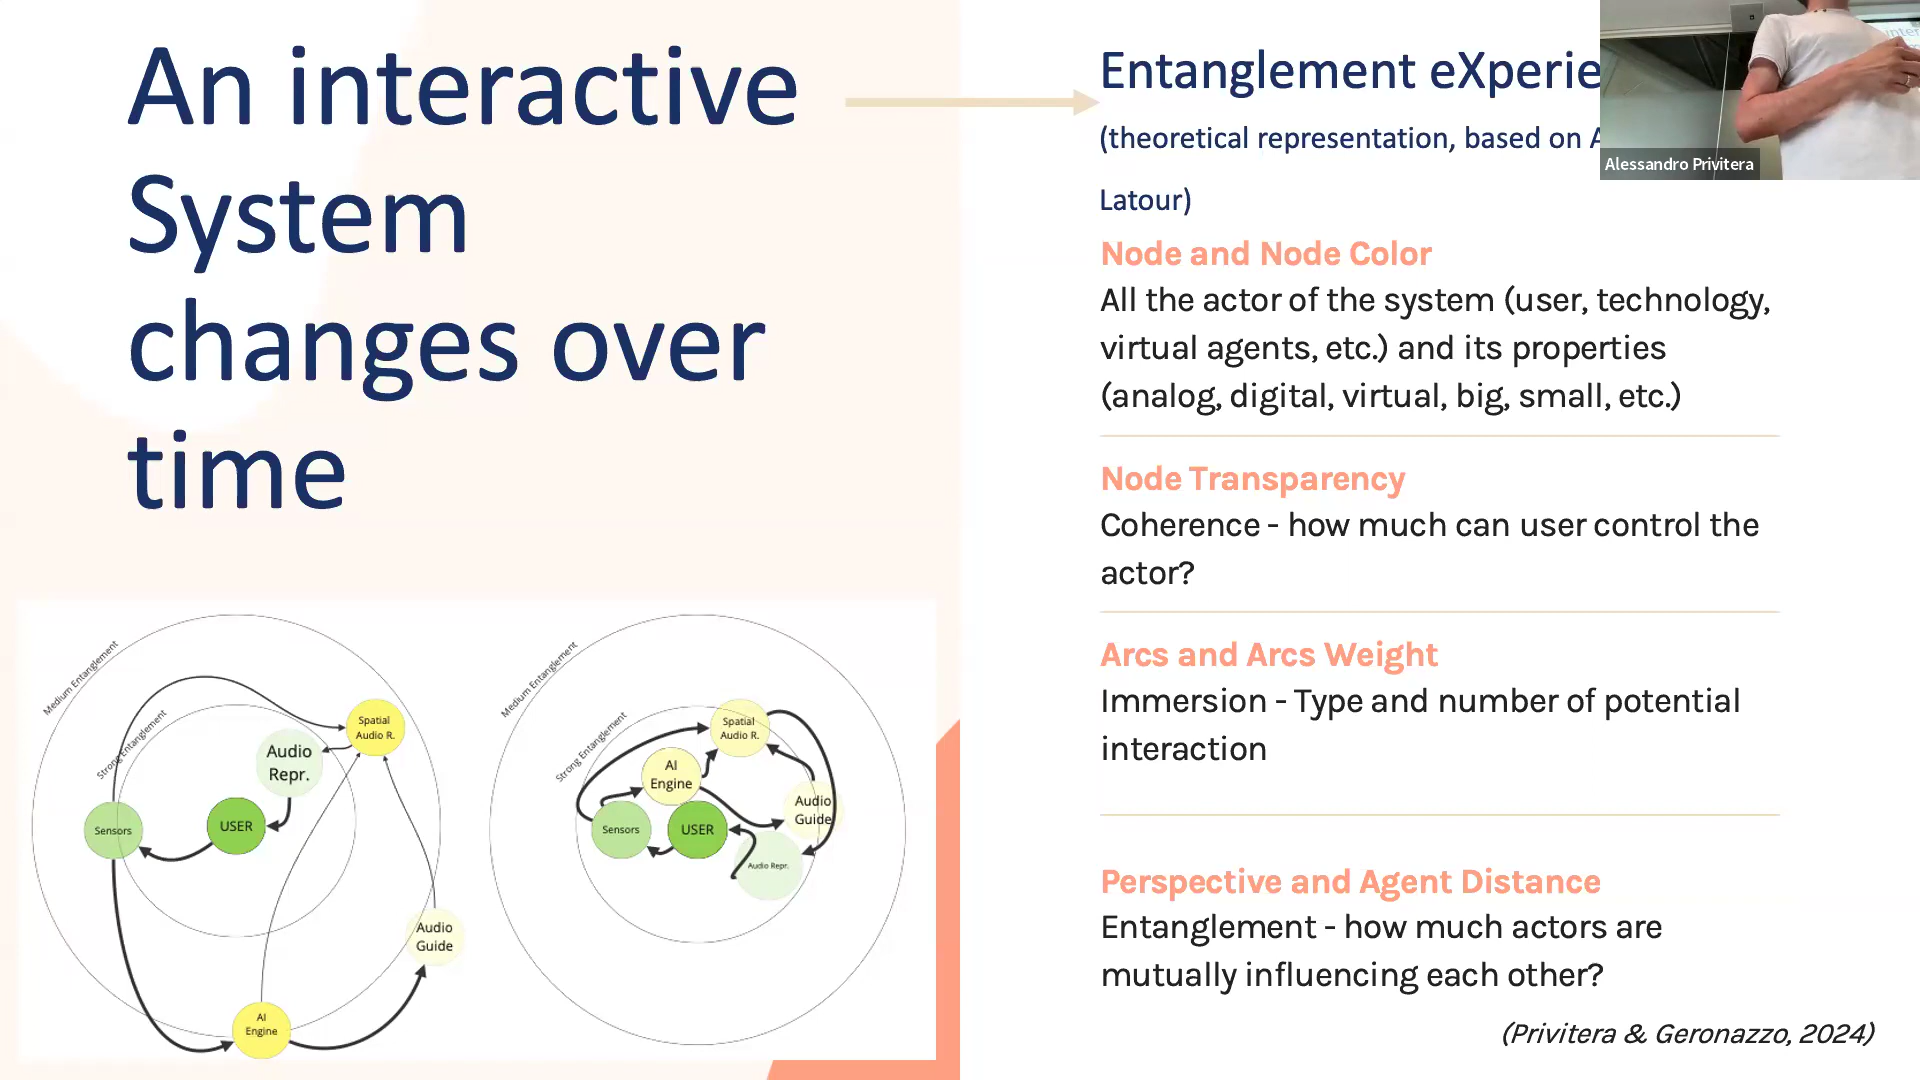 An interactive
System
changes over
time
Entanglement eXperie
(theoretical representation, based on A
Latour)
Node and Node Color
All the actor of the system (user, technology,
virtual agents, etc.) and its properties
(analog, digital, virtual, big, small, etc.)
Node Transparency
Coherence - how much can user control the
actor?
Arcs and Arcs Weight
Immersion - Type and number of potential
interaction
Perspective and Agent Distance
Entanglement - how much actors are
mutually influencing each other?
(Privitera & Geronazzo, 2024)
Alessandro Privitera
Medium Entanglement
Strong Entanglement
Spatial
Audio R.
Audio
Repr.
Sensors
USER
Audio
Guide
AI
Engine
Medium Entanglement
Strong Entanglement
Spatial
Audio R.
AI
Engine
Audio
Guide
Sensors
USER
Audio Repr.